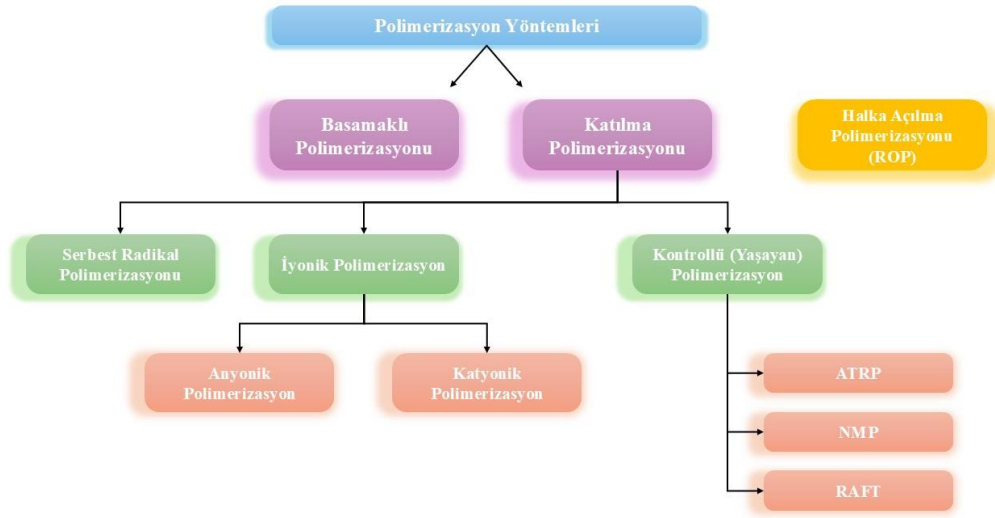 Polimerizasyon Yöntemleri
Basamaklı
Polimerizasyonu
Katılma
Polimerizasyonu
Halka Açılma
Polimerizasyonu
(ROP)
Serbest Radikal
Polimerizasyonu
İyonik Polimerizasyon
Kontrollü (Yaşayan)
Polimerizasyon
Anyonik
Polimerizasyon
Katyonik
Polimerizasyon
ATRP
NMP
RAFT